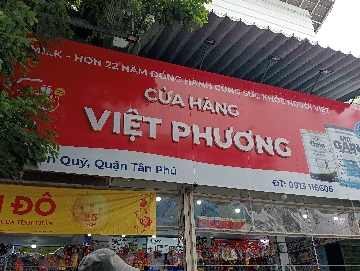 MILK - HƠN 22 NĂM ĐỒNG HÀNH CÙNG SỨC KHỎE NGƯỜI VIỆT
CỬA HÀNG
VIỆT PHƯƠNG
Quý, Quận Tân Phú
ĐT: 0913 116606
ĐÔ
25